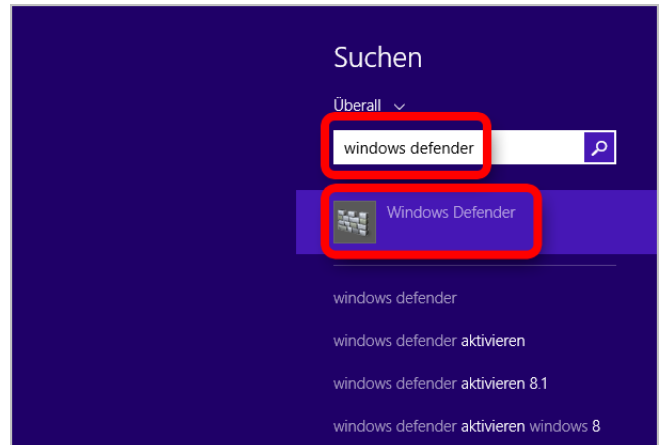 Suchen
Überall
windows defender
Windows Defender
windows defender
windows defender aktivieren
windows defender aktivieren 8.1
windows defender aktivieren windows 8